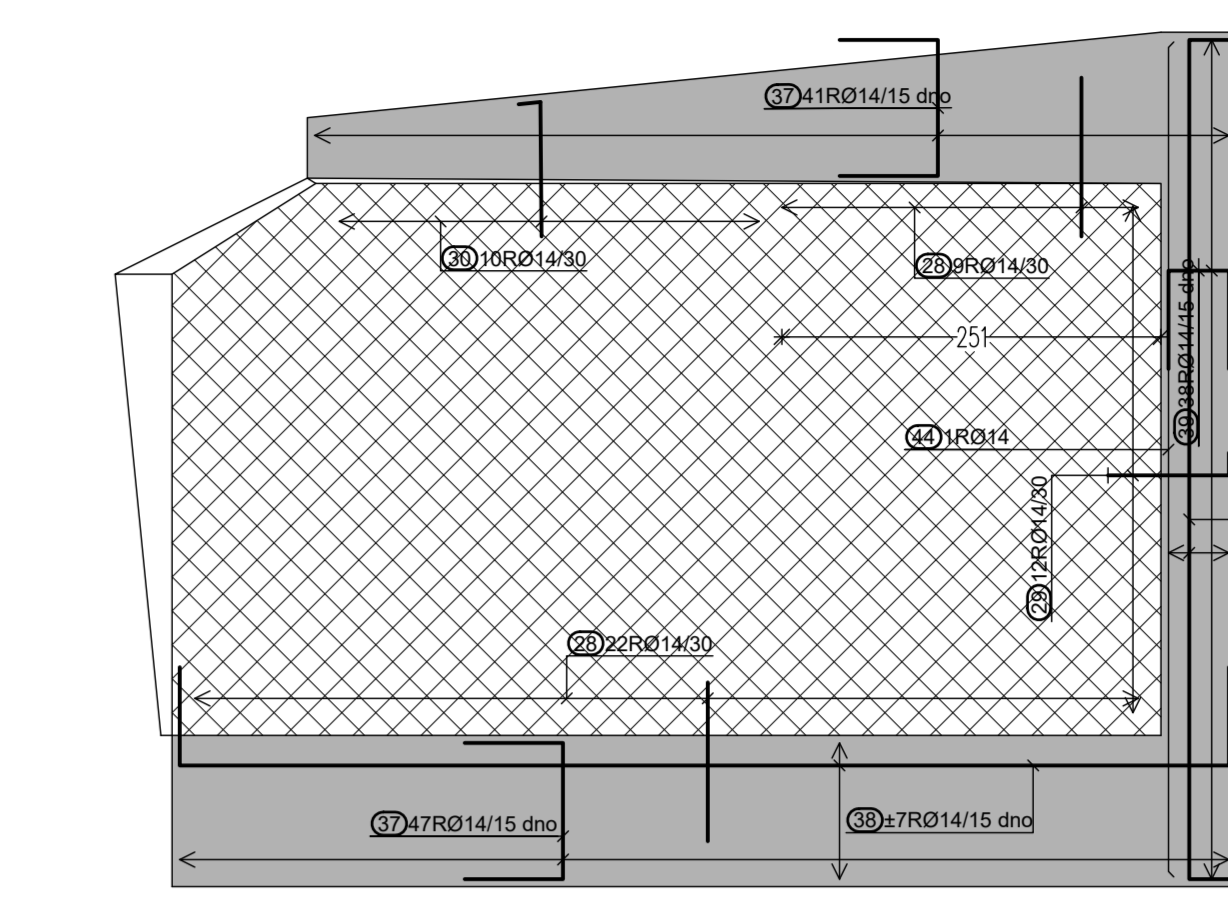 37 41RØ14/15 dno
30 10RØ14/30
28 9RØ14/30
251
44 1RØ14
39 38RØ14/15 dno
29 12RØ14/30
28 22RØ14/30
37 47RØ14/15 dno
38 ±7RØ14/15 dno